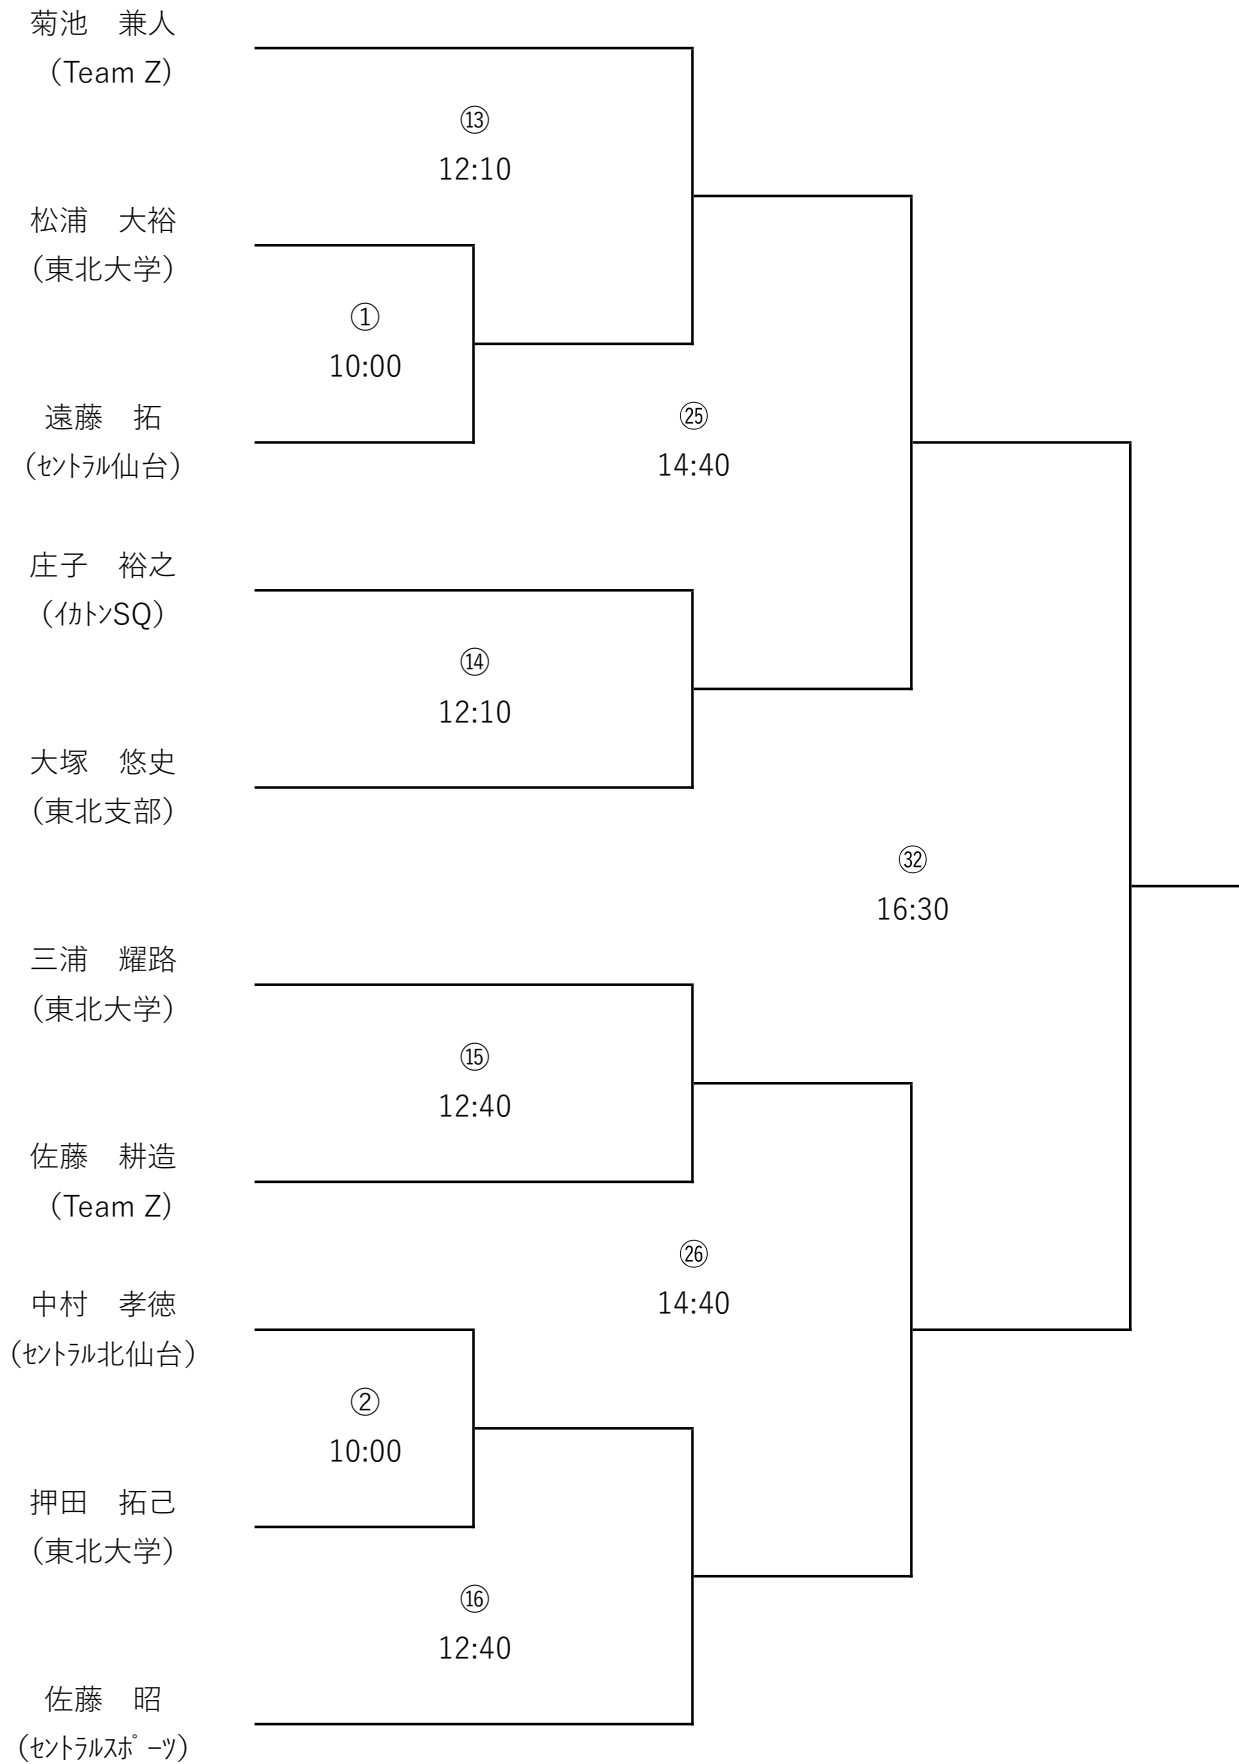 菊池　兼人
（Team Z）
⑬
12:10
松浦　大裕
（東北大学）
①
10:00
遠藤　拓
（ｾﾝﾄﾗﾙ仙台）
㉕
14:40
庄子　裕之
（ｲｶﾄﾝSQ）
⑭
12:10
大塚　悠史
（東北支部）
㉜
16:30
三浦　耀路
（東北大学）
⑮
12:40
佐藤　耕造
（Team Z）
㉖
14:40
中村　孝徳
（ｾﾝﾄﾗﾙ北仙台）
②
10:00
押田　拓己
（東北大学）
⑯
12:40
佐藤　昭
（ｾﾝﾄﾗﾙｽﾎﾟｰﾂ）